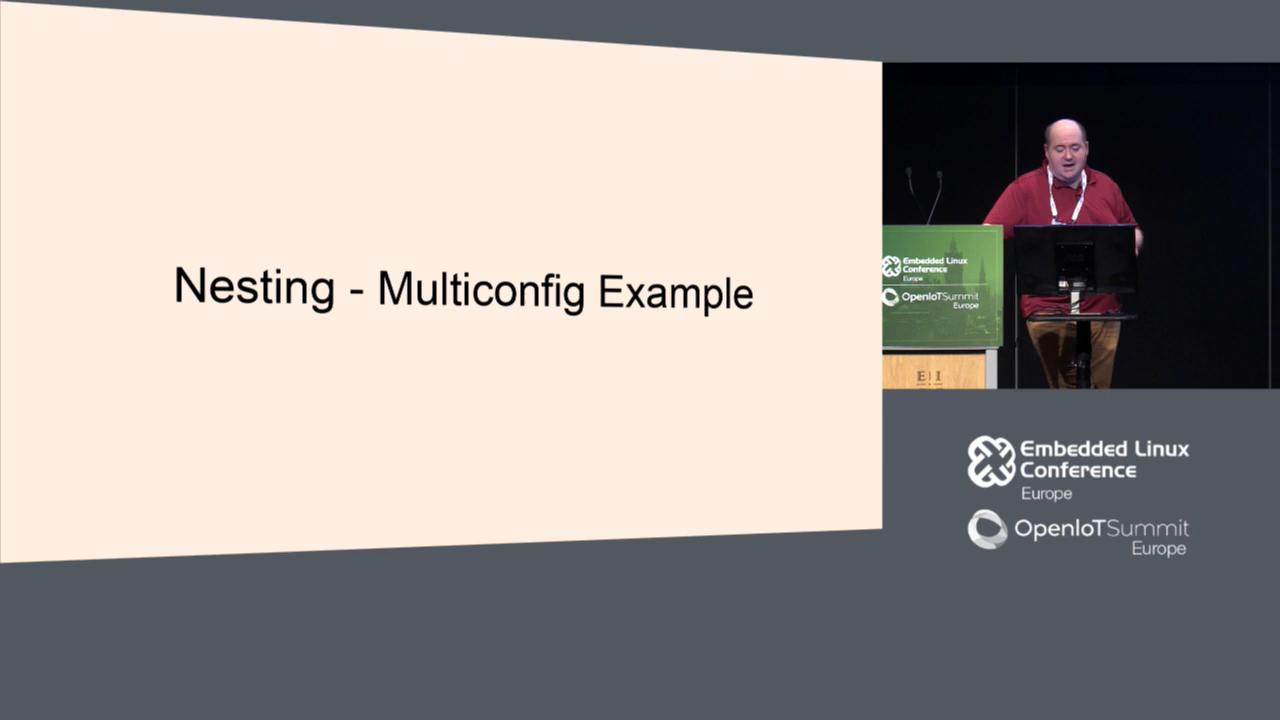 Nesting - Multiconfig Example
Embedded Linux
Conference
Europe
OpenIoTSummit
Europe
E|I
Embedded Linux
Conference
Europe
OpenIoTSummit
Europe